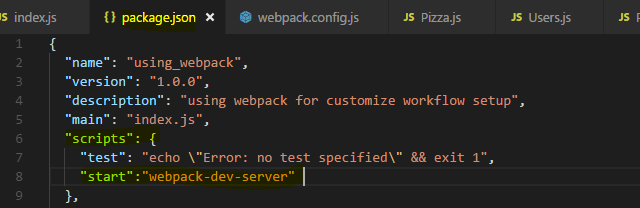 index.js package.json × webpack.config.js Pizza.js Users.js
1 {
2 "name": "using_webpack",
3 "version": "1.0.0",
4 "description": "using webpack for customize workflow setup",
5 "main": "index.js",
6 "scripts": {
7 "test": "echo \"Error: no test specified\" && exit 1",
8 "start":"webpack-dev-server"
9 },